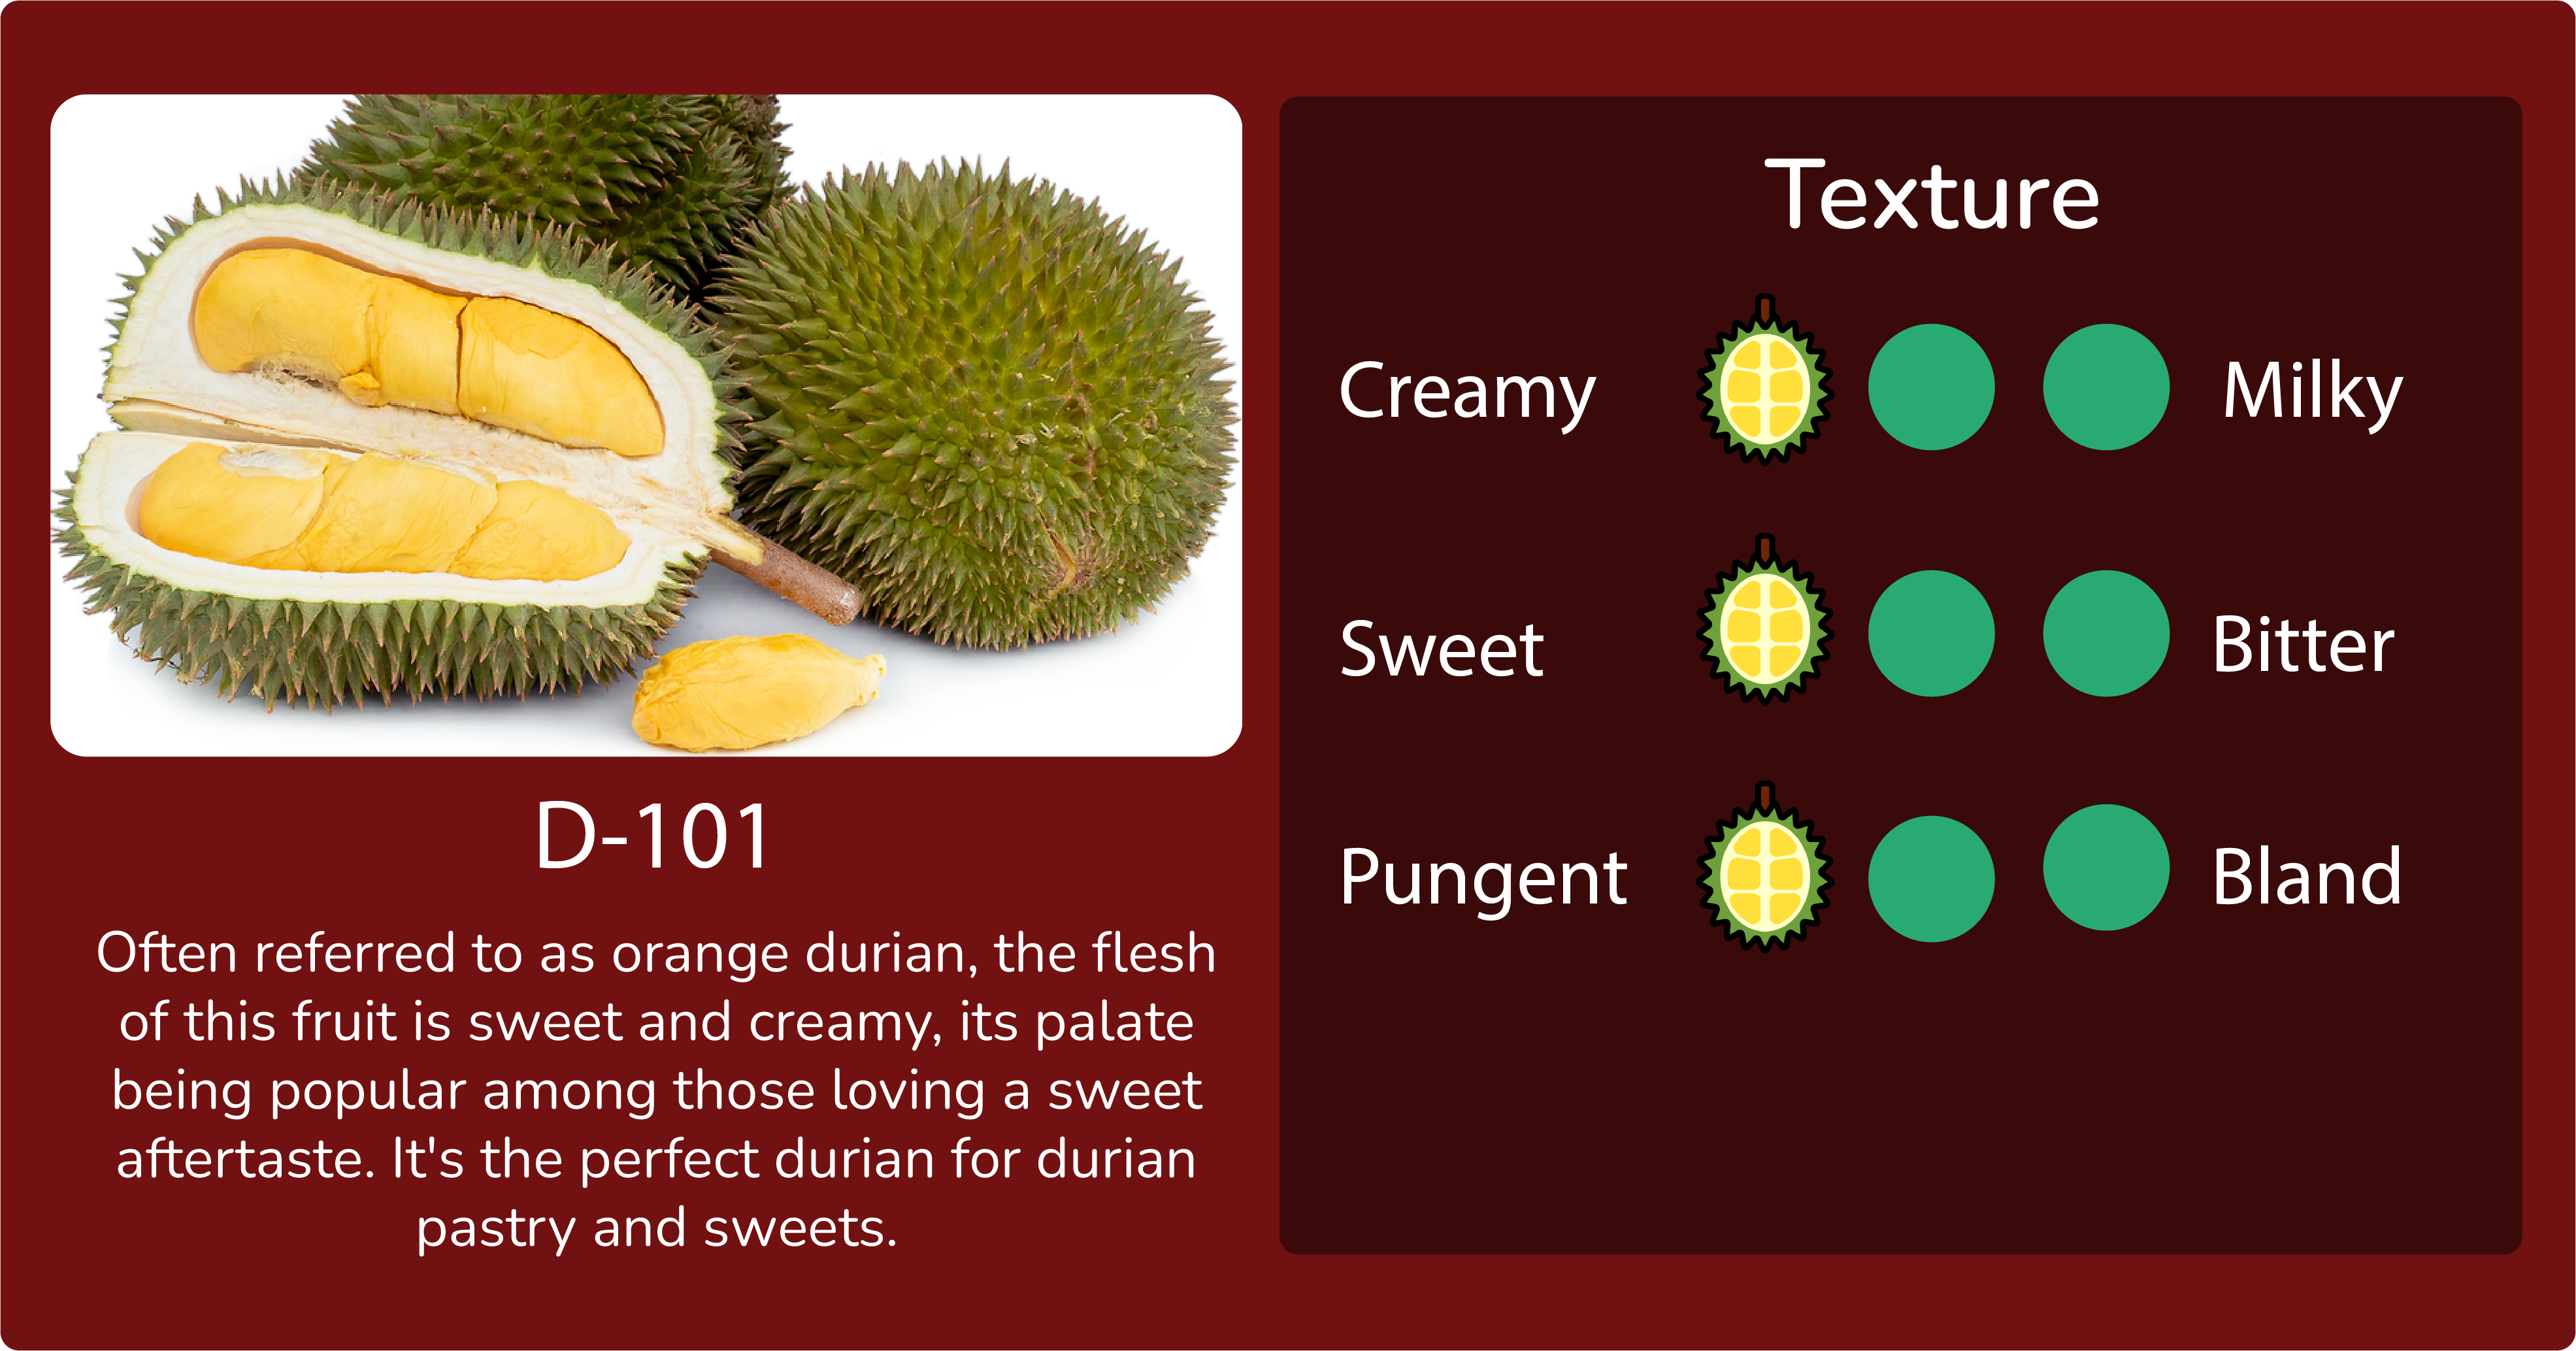 D-101
Often referred to as orange durian, the flesh
of this fruit is sweet and creamy, its palate
being popular among those loving a sweet
aftertaste. It's the perfect durian for durian
pastry and sweets.
Texture
Creamy Milky
Sweet Bitter
Pungent Bland